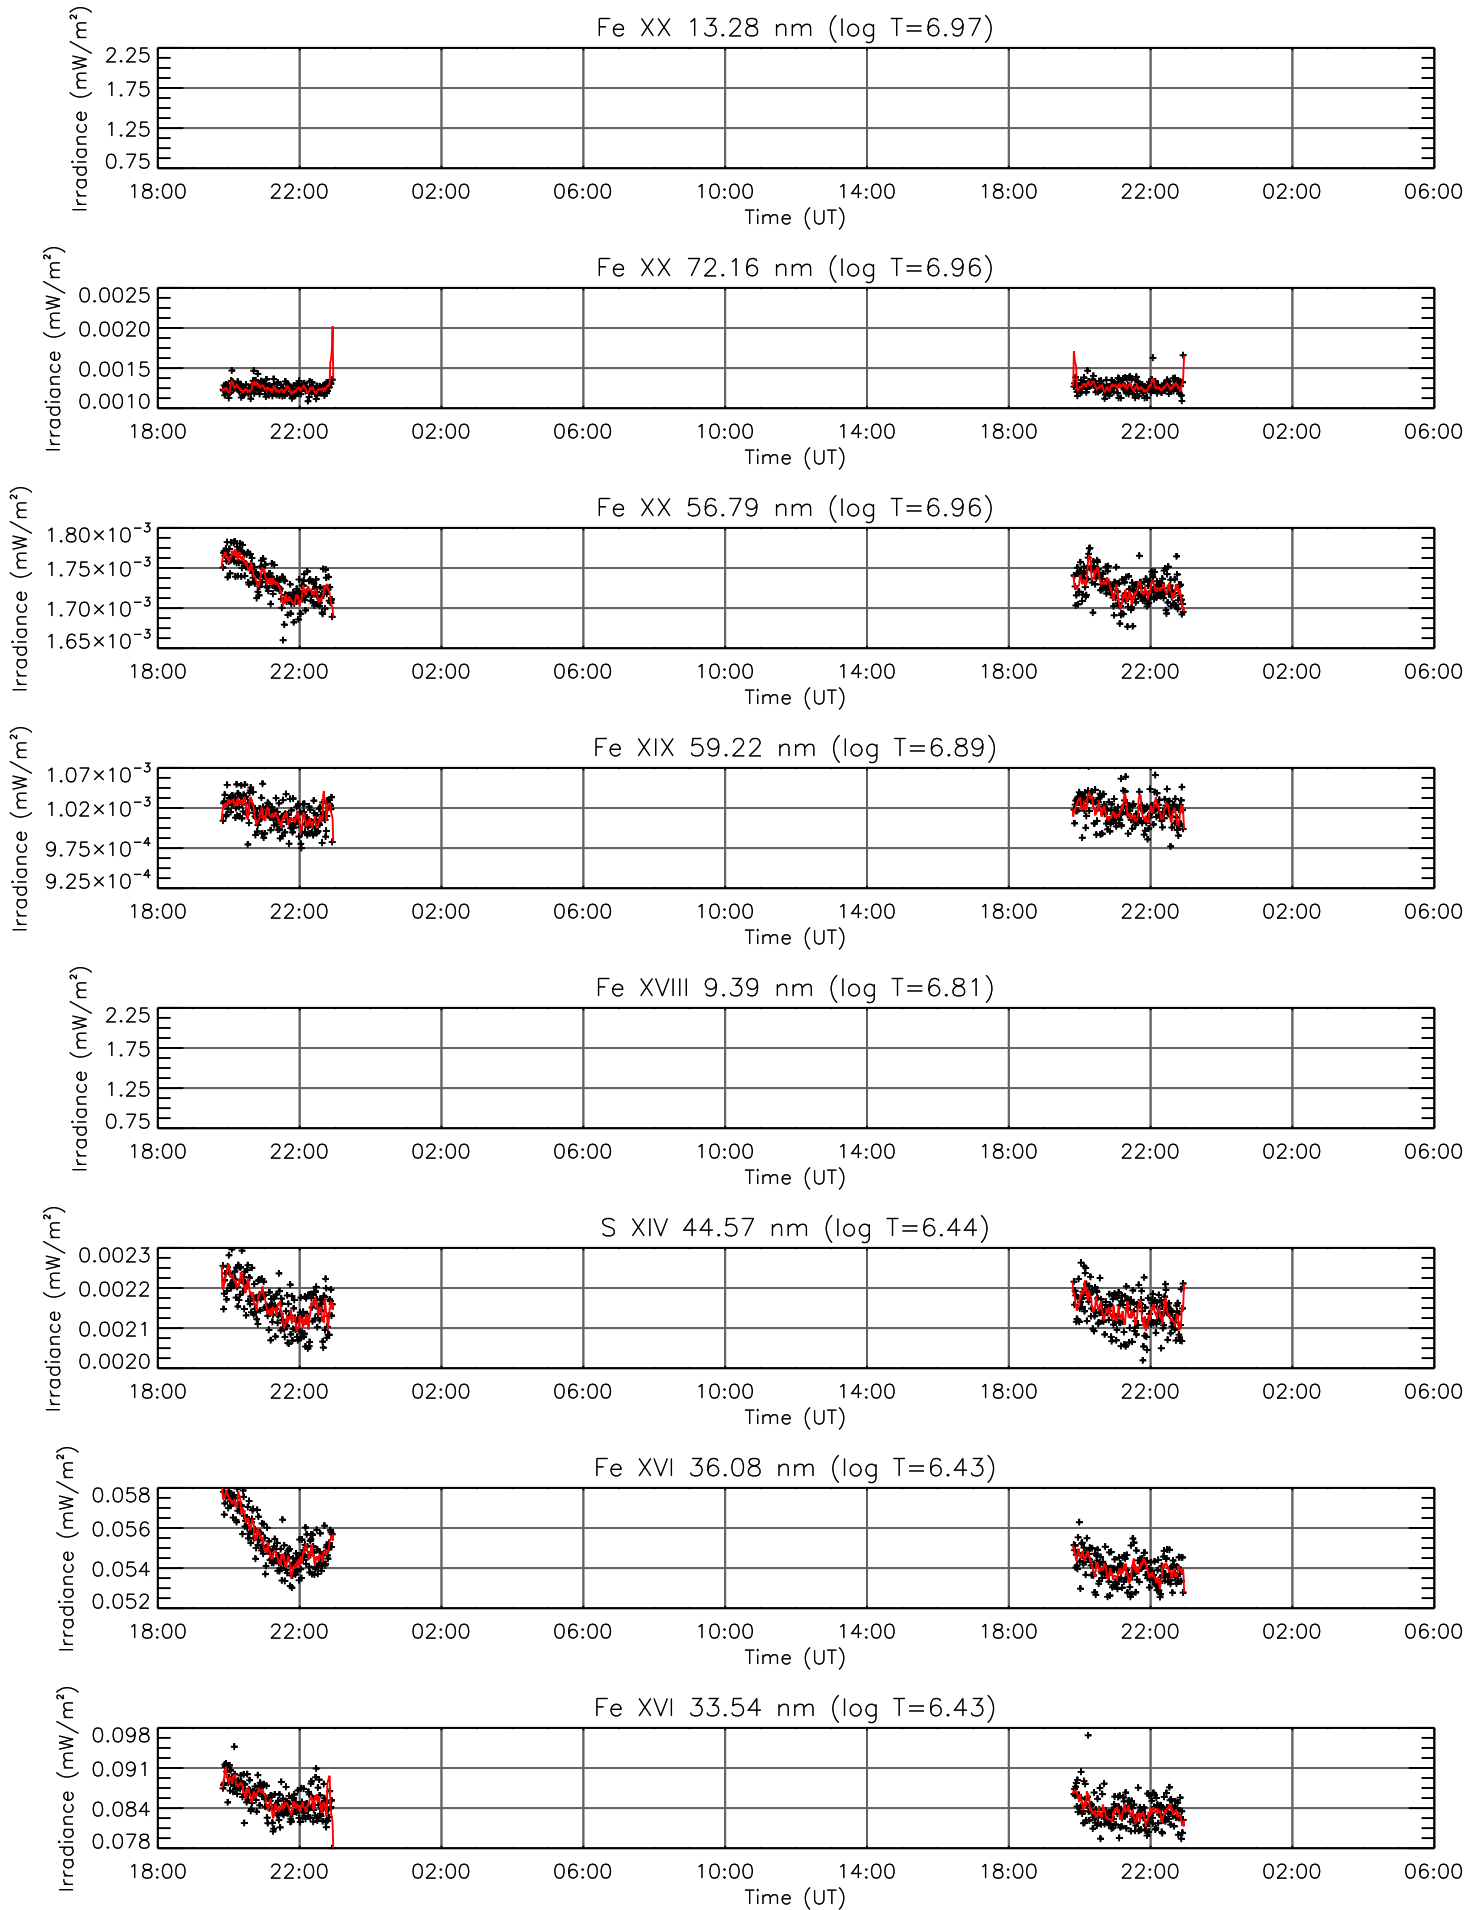 Fe XX 13.28 nm (log T=6.97)
Irradiance (mW/m²)
2.25
1.75
1.25
0.75
18:00 22:00 02:00 06:00 10:00 14:00 18:00 22:00 02:00 06:00
Time (UT)
Fe XX 72.16 nm (log T=6.96)
Irradiance (mW/m²)
0.0025
0.0020
0.0015
0.0010
18:00 22:00 02:00 06:00 10:00 14:00 18:00 22:00 02:00 06:00
Time (UT)
Fe XX 56.79 nm (log T=6.96)
Irradiance (mW/m²)
1.80×10⁻³
1.75×10⁻³
1.70×10⁻³
1.65×10⁻³
18:00 22:00 02:00 06:00 10:00 14:00 18:00 22:00 02:00 06:00
Time (UT)
Fe XIX 59.22 nm (log T=6.89)
Irradiance (mW/m²)
1.07×10⁻³
1.02×10⁻³
9.75×10⁻⁴
9.25×10⁻⁴
18:00 22:00 02:00 06:00 10:00 14:00 18:00 22:00 02:00 06:00
Time (UT)
Fe XVIII 9.39 nm (log T=6.81)
Irradiance (mW/m²)
2.25
1.75
1.25
0.75
18:00 22:00 02:00 06:00 10:00 14:00 18:00 22:00 02:00 06:00
Time (UT)
S XIV 44.57 nm (log T=6.44)
Irradiance (mW/m²)
0.0023
0.0022
0.0021
0.0020
18:00 22:00 02:00 06:00 10:00 14:00 18:00 22:00 02:00 06:00
Time (UT)
Fe XVI 36.08 nm (log T=6.43)
Irradiance (mW/m²)
0.058
0.056
0.054
0.052
18:00 22:00 02:00 06:00 10:00 14:00 18:00 22:00 02:00 06:00
Time (UT)
Fe XVI 33.54 nm (log T=6.43)
Irradiance (mW/m²)
0.098
0.091
0.084
0.078
18:00 22:00 02:00 06:00 10:00 14:00 18:00 22:00 02:00 06:00
Time (UT)